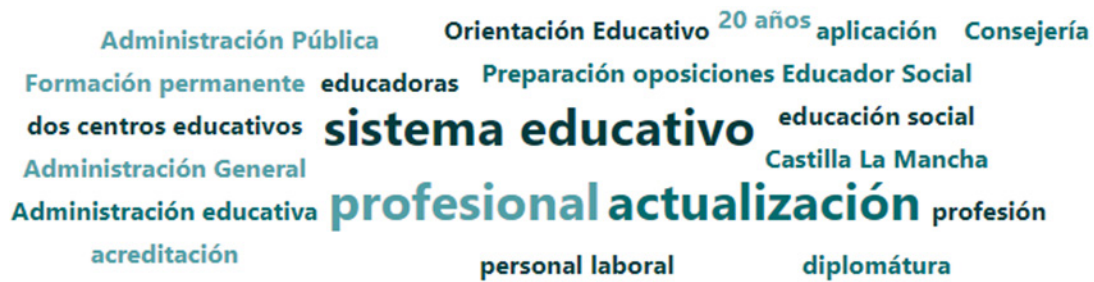 Administración Pública
Orientación Educativo
20 años
aplicación
Consejería
Formación permanente
educadoras
Preparación oposiciones Educador Social
dos centros educativos
sistema educativo
educación social
Administración General
Castilla La Mancha
Administración educativa
profesional
actualización
profesión
acreditación
personal laboral
diplomátura